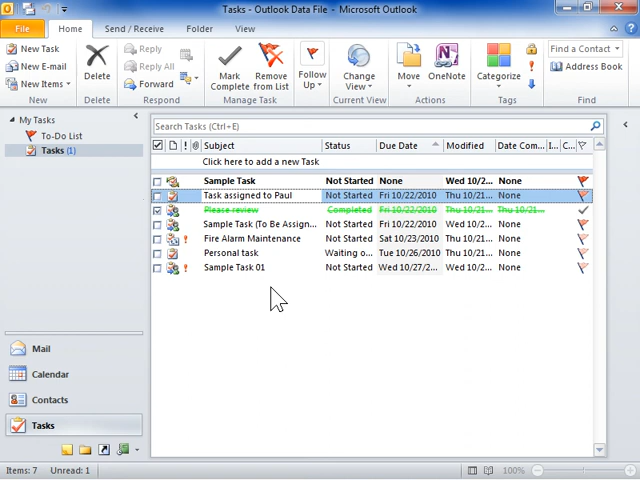 Tasks - Outlook Data File - Microsoft Outlook
File Home Send / Receive Folder View
New Task
New E-mail
New Items
New
Delete
Delete
Reply
Reply All
Forward
Respond
Mark Complete
Remove from List
Follow Up
Manage Task
Change View
Current View
Move
OneNote
Actions
Categorize
Tags
Find a Contact
Address Book
Find
My Tasks
To-Do List
Tasks (1)
Search Tasks (Ctrl+E)
Subject Status Due Date Modified Date Com... I... C...
Click here to add a new Task
Sample Task Not Started None Wed 10/2... None
Task assigned to Paul Not Started Fri 10/22/2010 Thu 10/21... None
Please review Completed Fri 10/22/2010 Thu 10/21... Thu 10/21...
Sample Task (To Be Assign... Not Started Fri 10/22/2010 Wed 10/2... None
Fire Alarm Maintenance Not Started Sat 10/23/2010 Wed 10/2... None
Personal task Waiting o... Tue 10/26/2010 Thu 10/21... None
Sample Task 01 Not Started Wed 10/27/2... Wed 10/2... None
Mail
Calendar
Contacts
Tasks
Items: 7 Unread: 1 100%